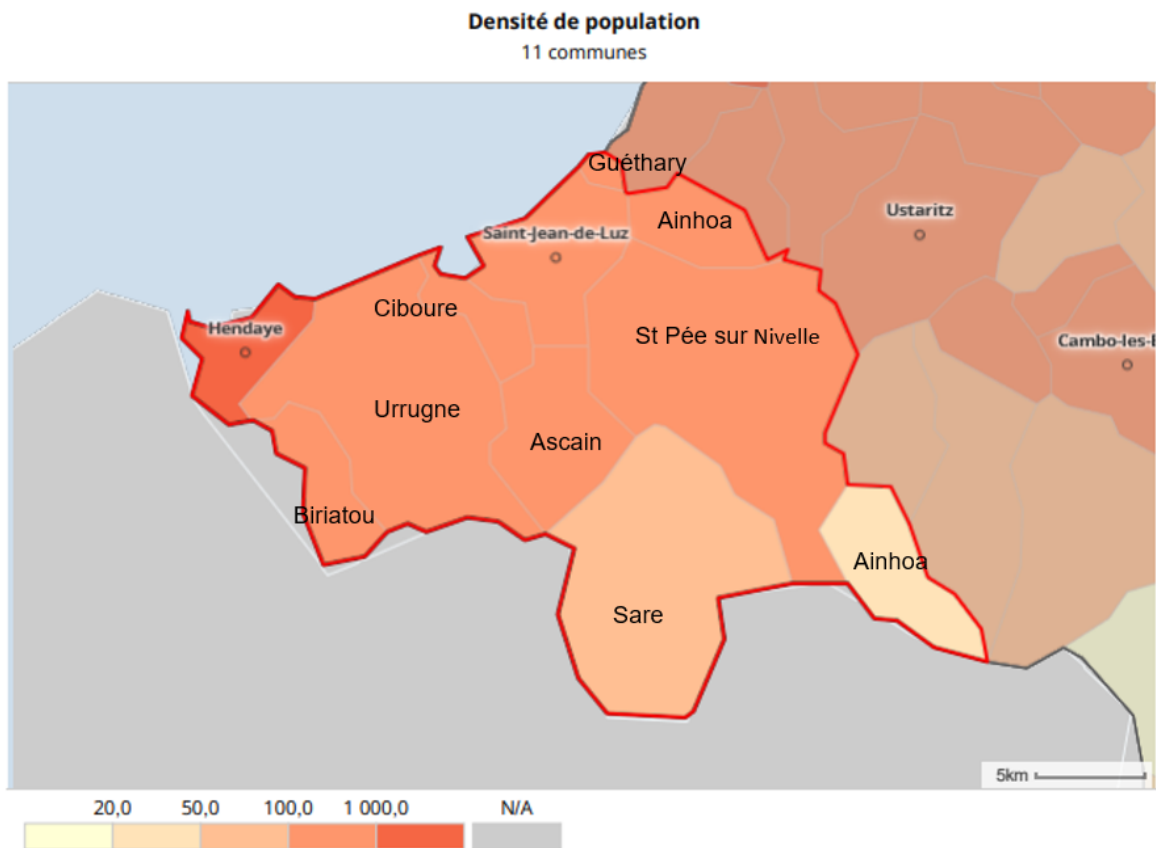 Densité de population
11 communes
Guéthary
Ainhoa
Ustaritz
Saint-Jean-de-Luz
Ciboure
Hendaye
St Pée sur Nivelle
Cambo-les-B
Urrugne
Ascain
Biriatou
Ainhoa
Sare
5km
20,0 50,0 100,0 1 000,0 N/A